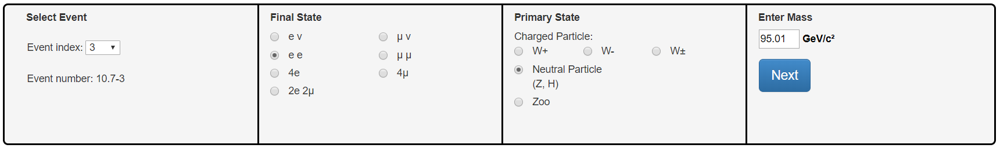 Select Event
Event index: 3
Event number: 10.7-3
Final State
e ν
μ ν
e e
μ μ
4e
4μ
2e 2μ
Primary State
Charged Particle:
W+
W-
W±
Neutral Particle
(Z, H)
Zoo
Enter Mass
95.01 GeV/c²
Next